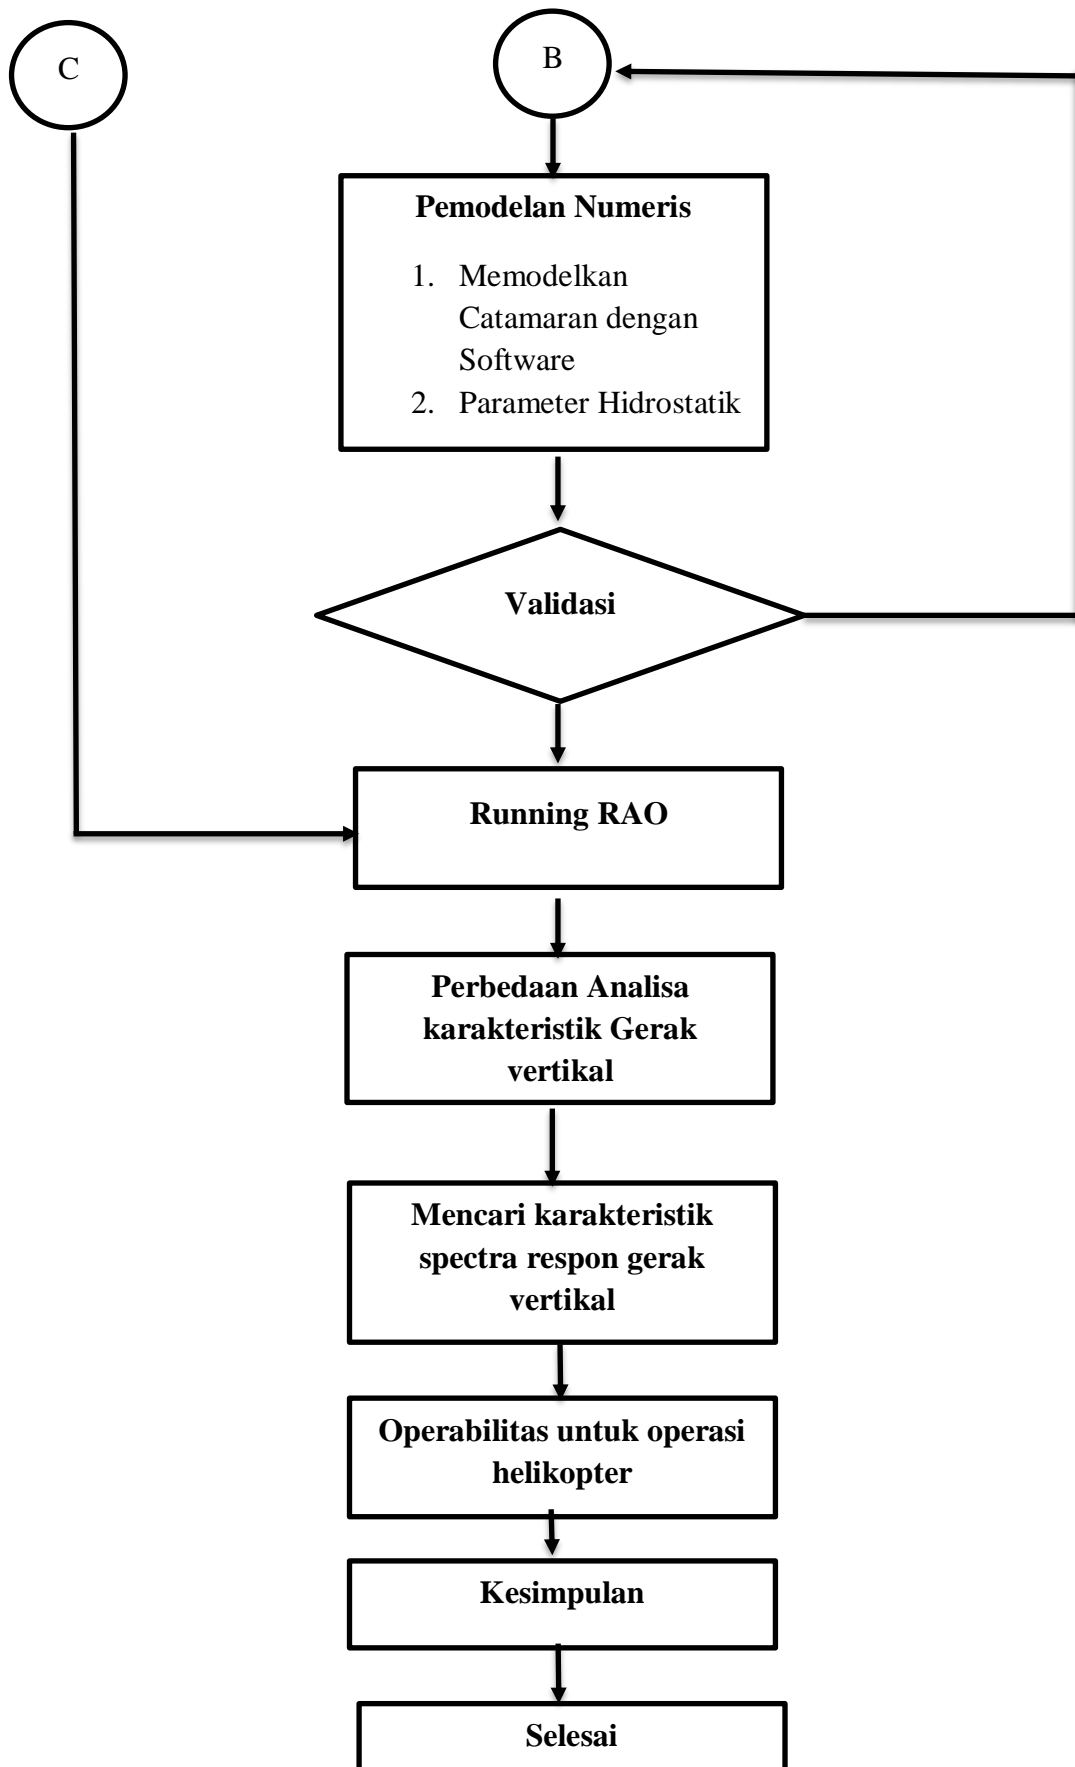 C
B
Pemodelan Numeris
1. Memodelkan
Catamaran dengan
Software
2. Parameter Hidrostatik
Validasi
Running RAO
Perbedaan Analisa
karakteristik Gerak
vertikal
Mencari karakteristik
spectra respon gerak
vertikal
Operabilitas untuk operasi
helikopter
Kesimpulan
Selesai